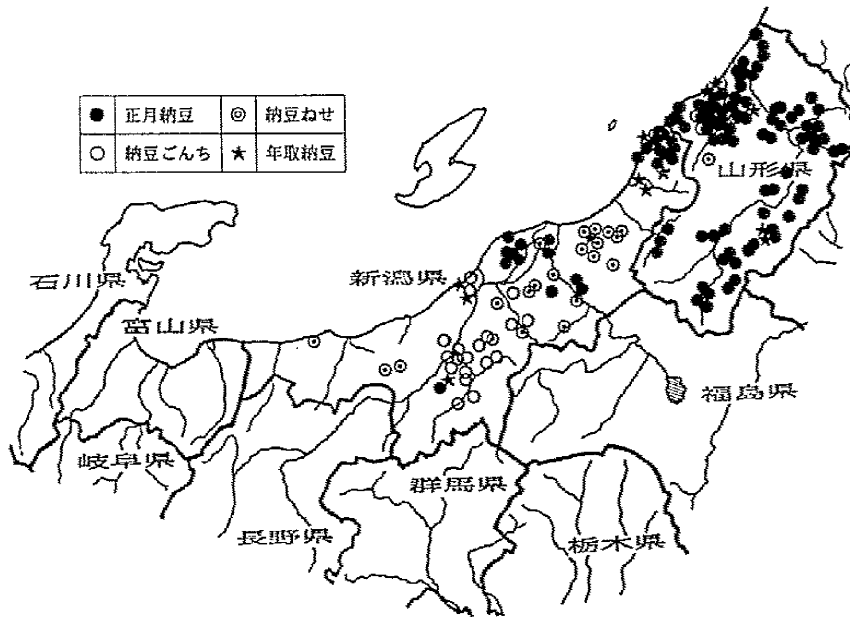 ● 正月納豆 ◎ 納豆ねせ
○ 納豆ごんち ★ 年取納豆
山形県
石川県
新潟県
富山県
福島県
岐阜県
群馬県
長野県
栃木県